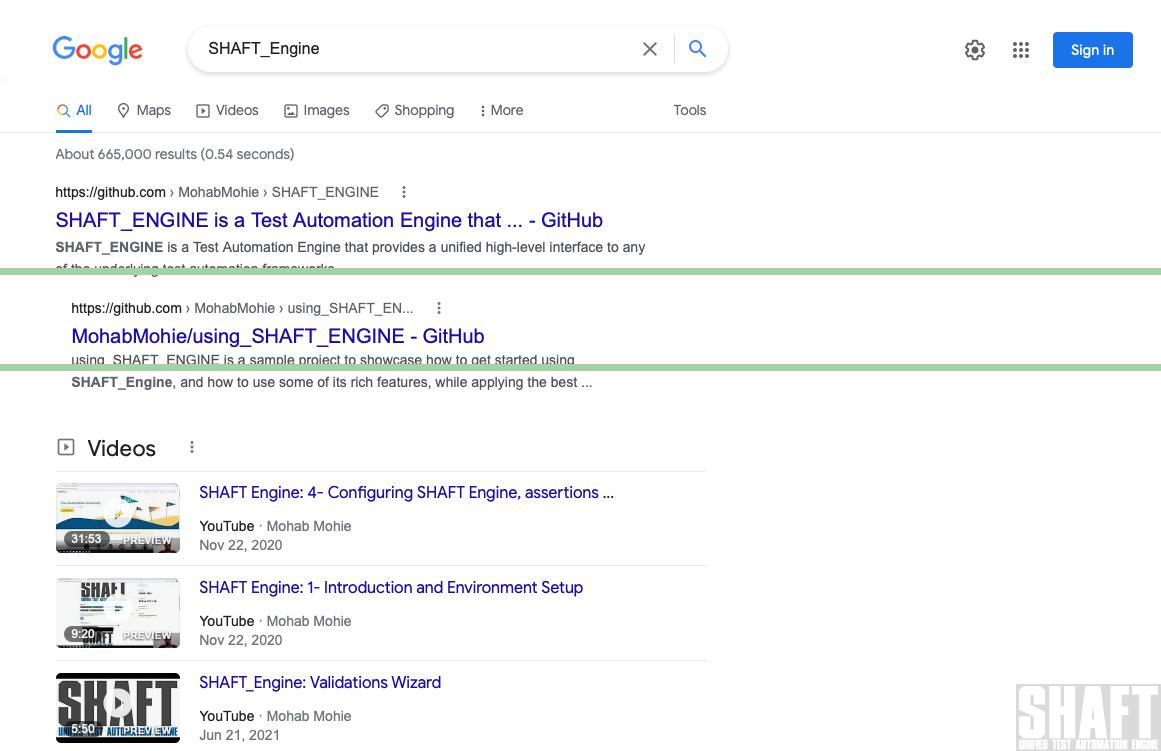 Google
SHAFT_Engine
Sign in
All
Maps
Videos
Images
Shopping
More
Tools
About 665,000 results (0.54 seconds)
https://github.com › MohabMohie › SHAFT_ENGINE
SHAFT_ENGINE is a Test Automation Engine that ... - GitHub
SHAFT_ENGINE is a Test Automation Engine that provides a unified high-level interface to any
of the underlying test automation frameworks
https://github.com › MohabMohie › using_SHAFT_EN...
MohabMohie/using_SHAFT_ENGINE - GitHub
using_SHAFT_ENGINE is a sample project to showcase how to get started using
SHAFT_Engine, and how to use some of its rich features, while applying the best ...
Videos
SHAFT Engine: 4- Configuring SHAFT Engine, assertions ...
31:53
PREVIEW
YouTube · Mohab Mohie
Nov 22, 2020
SHAFT Engine: 1- Introduction and Environment Setup
SHAFT
9:20
PREVIEW
YouTube · Mohab Mohie
Nov 22, 2020
SHAFT_Engine: Validations Wizard
SHAFT
5:50
PREVIEW
YouTube · Mohab Mohie
Jun 21, 2021
SHAFT
UNIFIED TEST AUTOMATION ENGINE